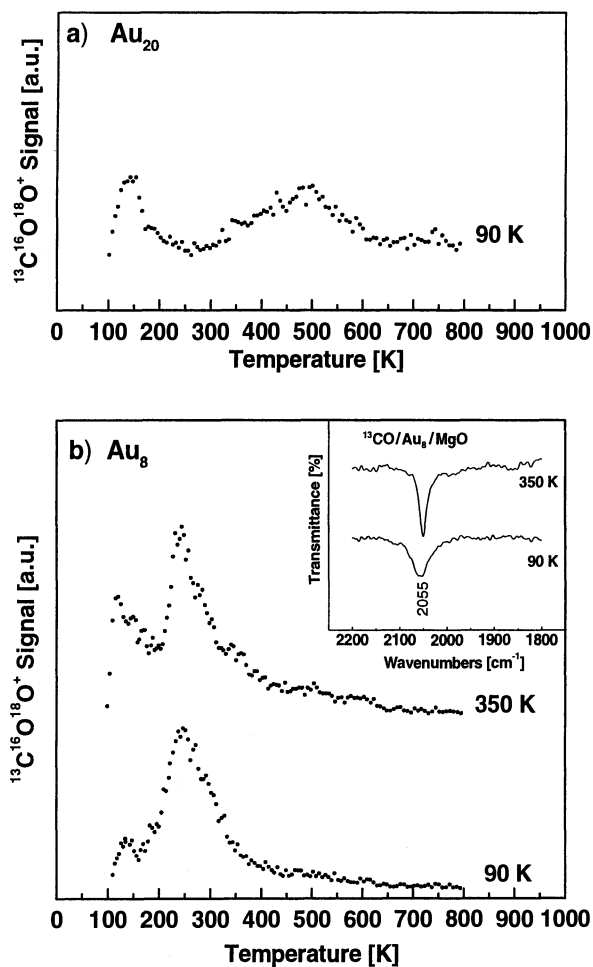 a) Au₂₀
¹³C¹⁶O¹⁸O⁺ Signal [a.u.]
90 K
0 100 200 300 400 500 600 700 800 900 1000
Temperature [K]
b) Au₈
¹³C¹⁶O¹⁸O⁺ Signal [a.u.]
¹³CO/Au₈/MgO
Transmittance [%]
350 K
90 K
2055
2200 2100 2000 1900 1800
Wavenumbers [cm⁻¹]
350 K
90 K
0 100 200 300 400 500 600 700 800 900 1000
Temperature [K]